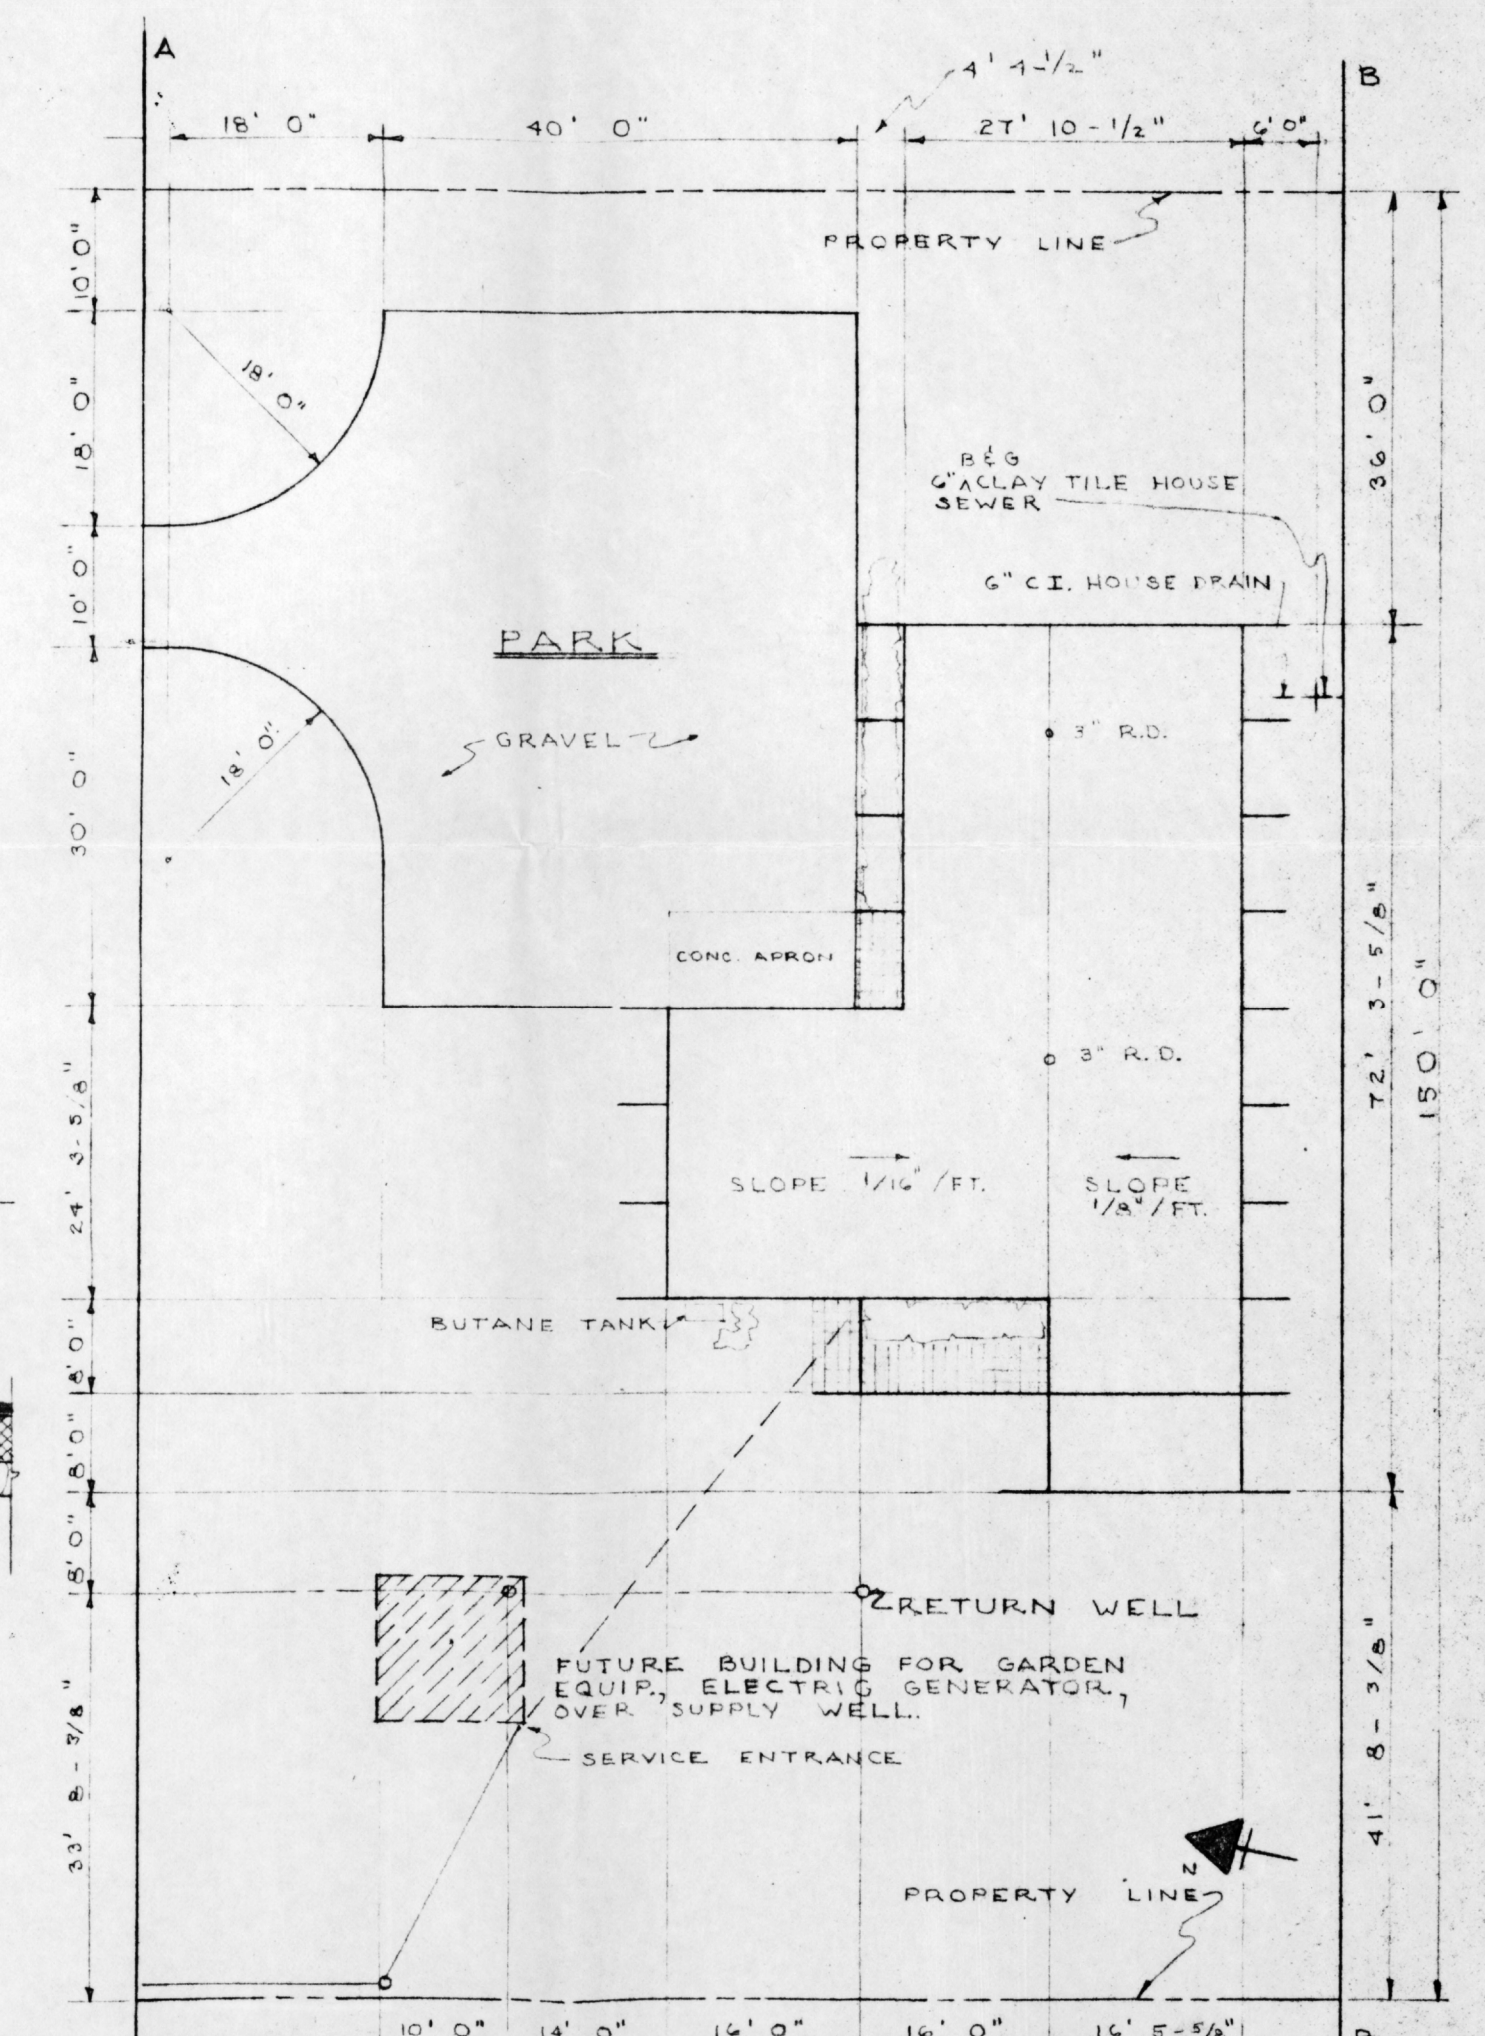 A
B
4' 4-1/2"
18' 0"
40' 0"
27' 10-1/2"
6' 0"
PROPERTY LINE
10' 0"
18' 0"
10' 0"
30' 0"
24' 3-5/8"
8' 0"
8' 0"
8' 0"
33' 8-3/8"
18' 0"
18' 0"
36' 0"
72' 3-5/8"
150' 0"
41' 8-3/8"
B & G
6" ^ CLAY TILE HOUSE
SEWER
6" C.I. HOUSE DRAIN
PARK
GRAVEL
3" R.D.
CONC. APRON
3" R.D.
SLOPE 1/16" /FT.
SLOPE
1/8" /FT.
BUTANE TANK
RETURN WELL
FUTURE BUILDING FOR GARDEN
EQUIP., ELECTRIC GENERATOR,
OVER SUPPLY WELL.
SERVICE ENTRANCE
N
PROPERTY LINE
10' 0"
14' 0"
16' 0"
16' 0"
16' 5-5/8"